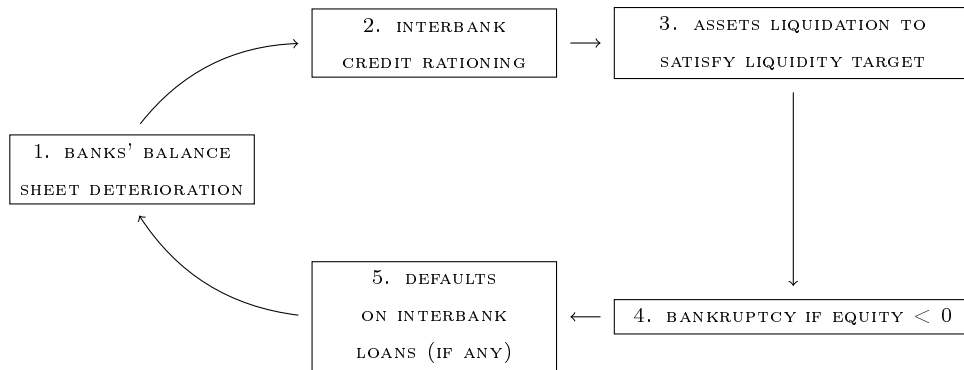 1. BANKS' BALANCE
SHEET DETERIORATION
2. INTERBANK
CREDIT RATIONING
3. ASSETS LIQUIDATION TO
SATISFY LIQUIDITY TARGET
4. BANKRUPTCY IF EQUITY < 0
5. DEFAULTS
ON INTERBANK
LOANS (IF ANY)